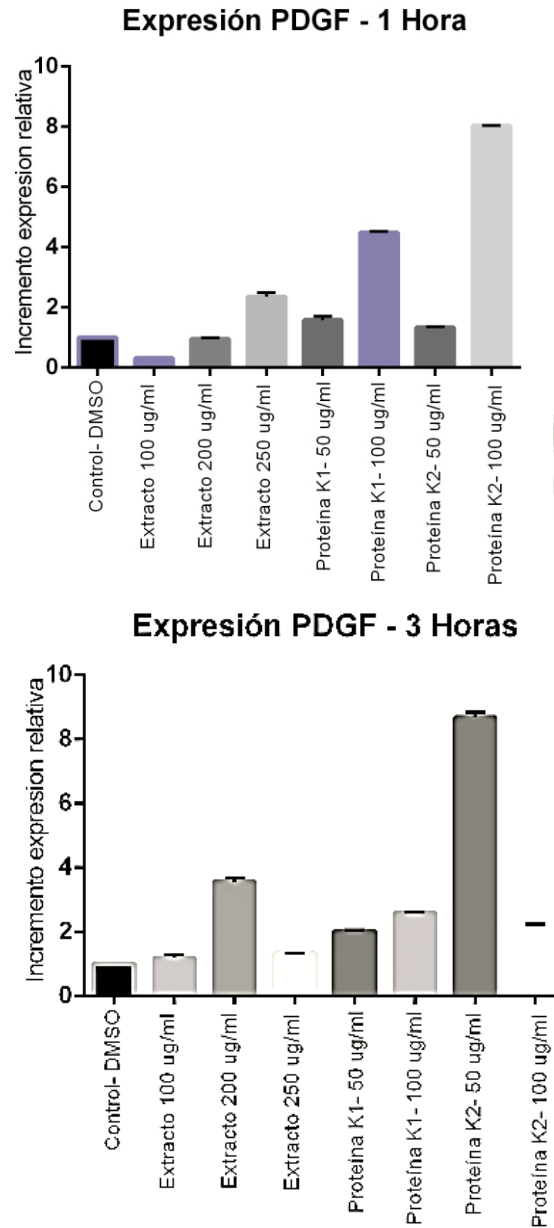 Expresión PDGF - 1 Hora
Incremento expresion relativa
10
8
6
4
2
0
Control- DMSO
Extracto 100 ug/ml
Extracto 200 ug/ml
Extracto 250 ug/ml
Proteína K1- 50 ug/ml
Proteína K1- 100 ug/ml
Proteína K2- 50 ug/ml
Proteína K2- 100 ug/ml
Expresión PDGF - 3 Horas
Incremento expresion relativa
10
8
6
4
2
0
Control- DMSO
Extracto 100 ug/ml
Extracto 200 ug/ml
Extracto 250 ug/ml
Proteína K1- 50 ug/ml
Proteína K1- 100 ug/ml
Proteína K2- 50 ug/ml
Proteína K2- 100 ug/ml